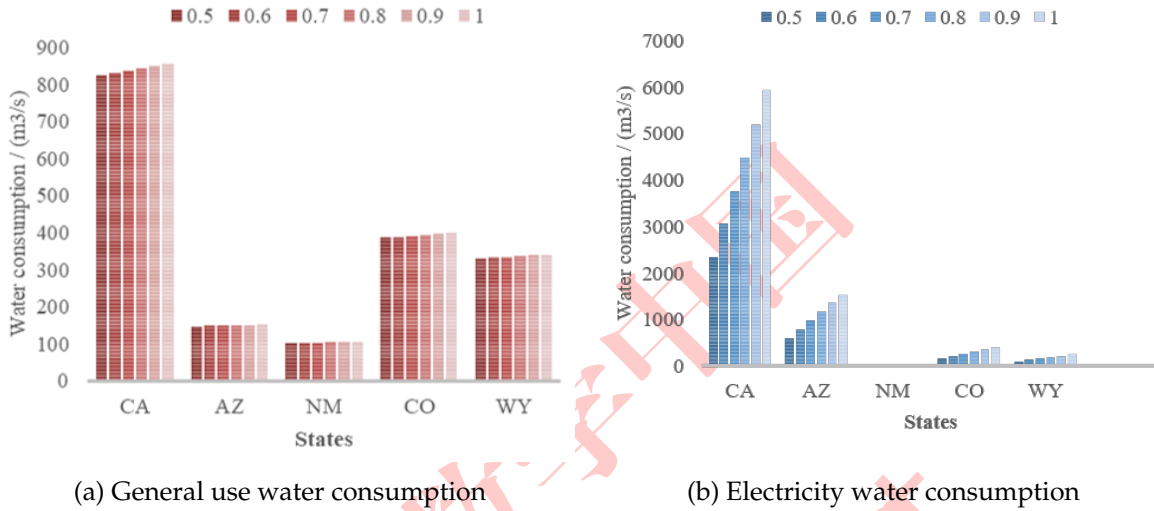 0.5 0.6 0.7 0.8 0.9 1
900
800
700
600
500
400
300
200
100
0
Water consumption / (m3/s)
CA AZ NM CO WY
States
(a) General use water consumption
0.5 0.6 0.7 0.8 0.9 1
7000
6000
5000
4000
3000
2000
1000
0
Water consumption / (m3/s)
CA AZ NM CO WY
States
(b) Electricity water consumption